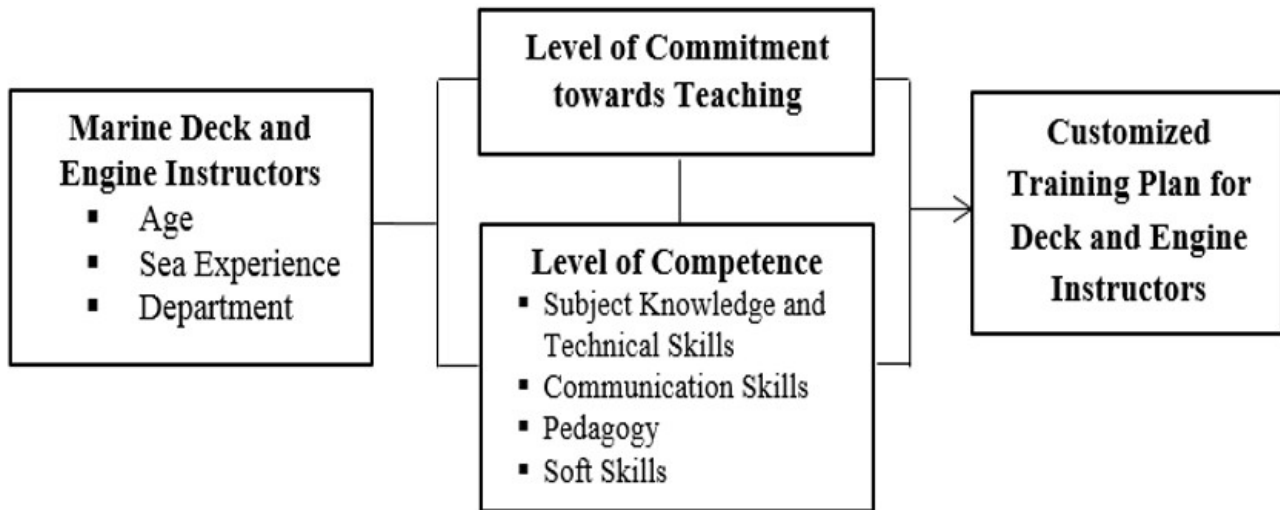 Marine Deck and
Engine Instructors
▪ Age
▪ Sea Experience
▪ Department
Level of Commitment
towards Teaching
Level of Competence
▪ Subject Knowledge and
Technical Skills
▪ Communication Skills
▪ Pedagogy
▪ Soft Skills
Customized
Training Plan for
Deck and Engine
Instructors